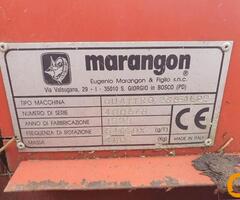 marangon
Eugenio Marangon & Figlio s.n.c.
Via Valsugana, 29 - I - 35010 S. GIORGIO in BOSCO (PD)
TIPO MACCHINA QUATTRO
NUMERO DI SERIE
ANNO DI FABBRICAZIONE
FREQUENZA DI ROTAZIONE (g/1')
MASSA
CE
MADE IN ITALY